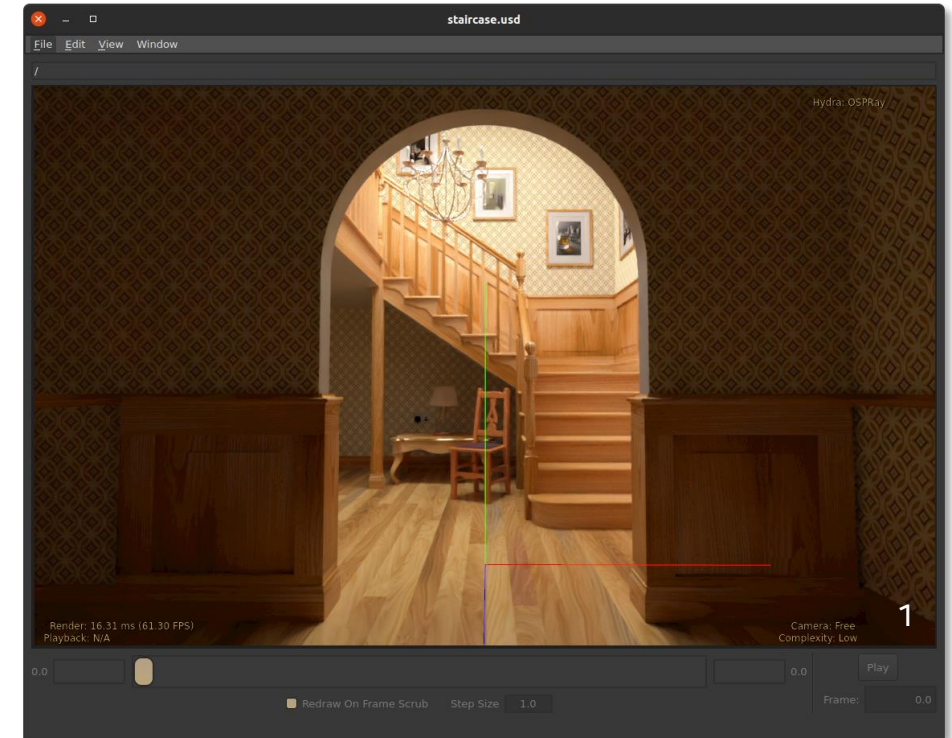 staircase.usd
File Edit View Window
/
Hydra: OSPRay
Render: 16.31 ms (61.30 FPS)
Playback: N/A
Camera: Free
Complexity: Low
1
0.0
0.0
Play
Redraw On Frame Scrub Step Size 1.0
Frame: 0.0